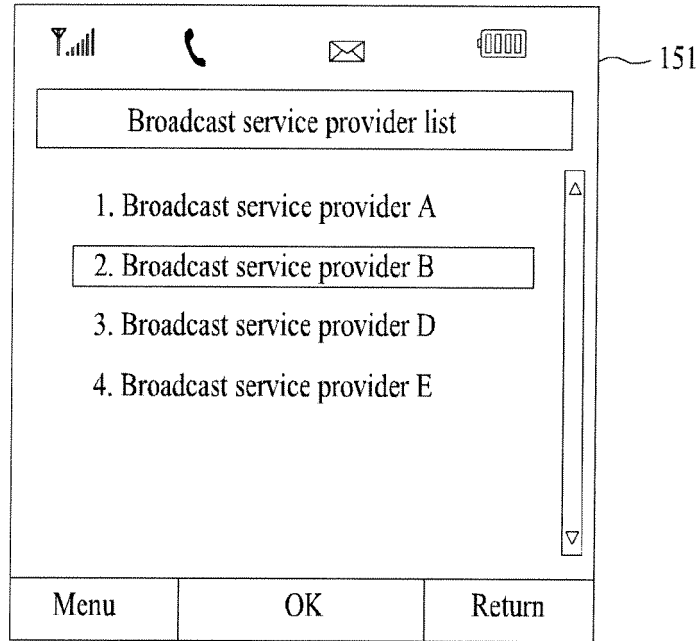 151
Broadcast service provider list
1. Broadcast service provider A
2. Broadcast service provider B
3. Broadcast service provider D
4. Broadcast service provider E
Menu OK Return